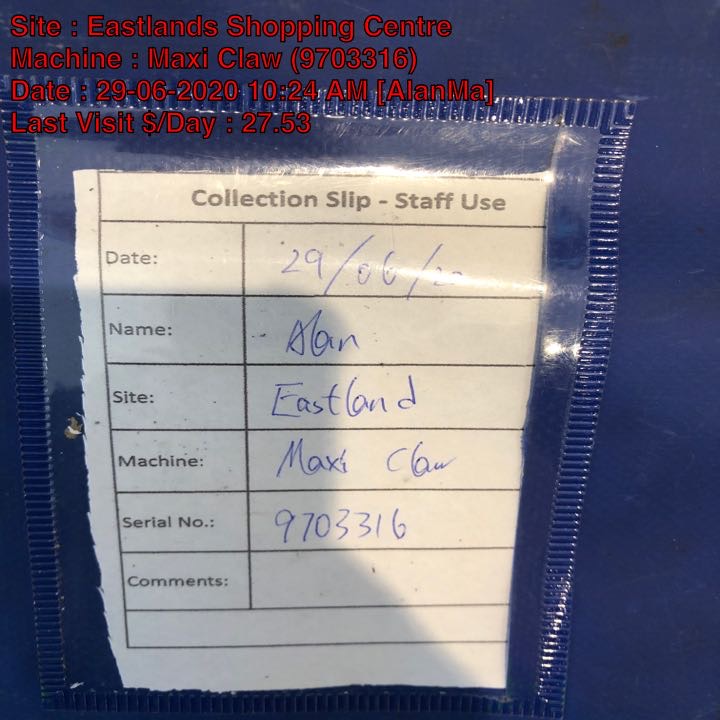 Site : Eastlands Shopping Centre
Machine : Maxi Claw (9703316)
Date : 29-06-2020 10:24 AM [AlanMa]
Last Visit $/Day : 27.53
Collection Slip - Staff Use
Date: 29/06/20
Name: Alan
Site: Eastland
Machine: Maxi Claw
Serial No.: 9703316
Comments: